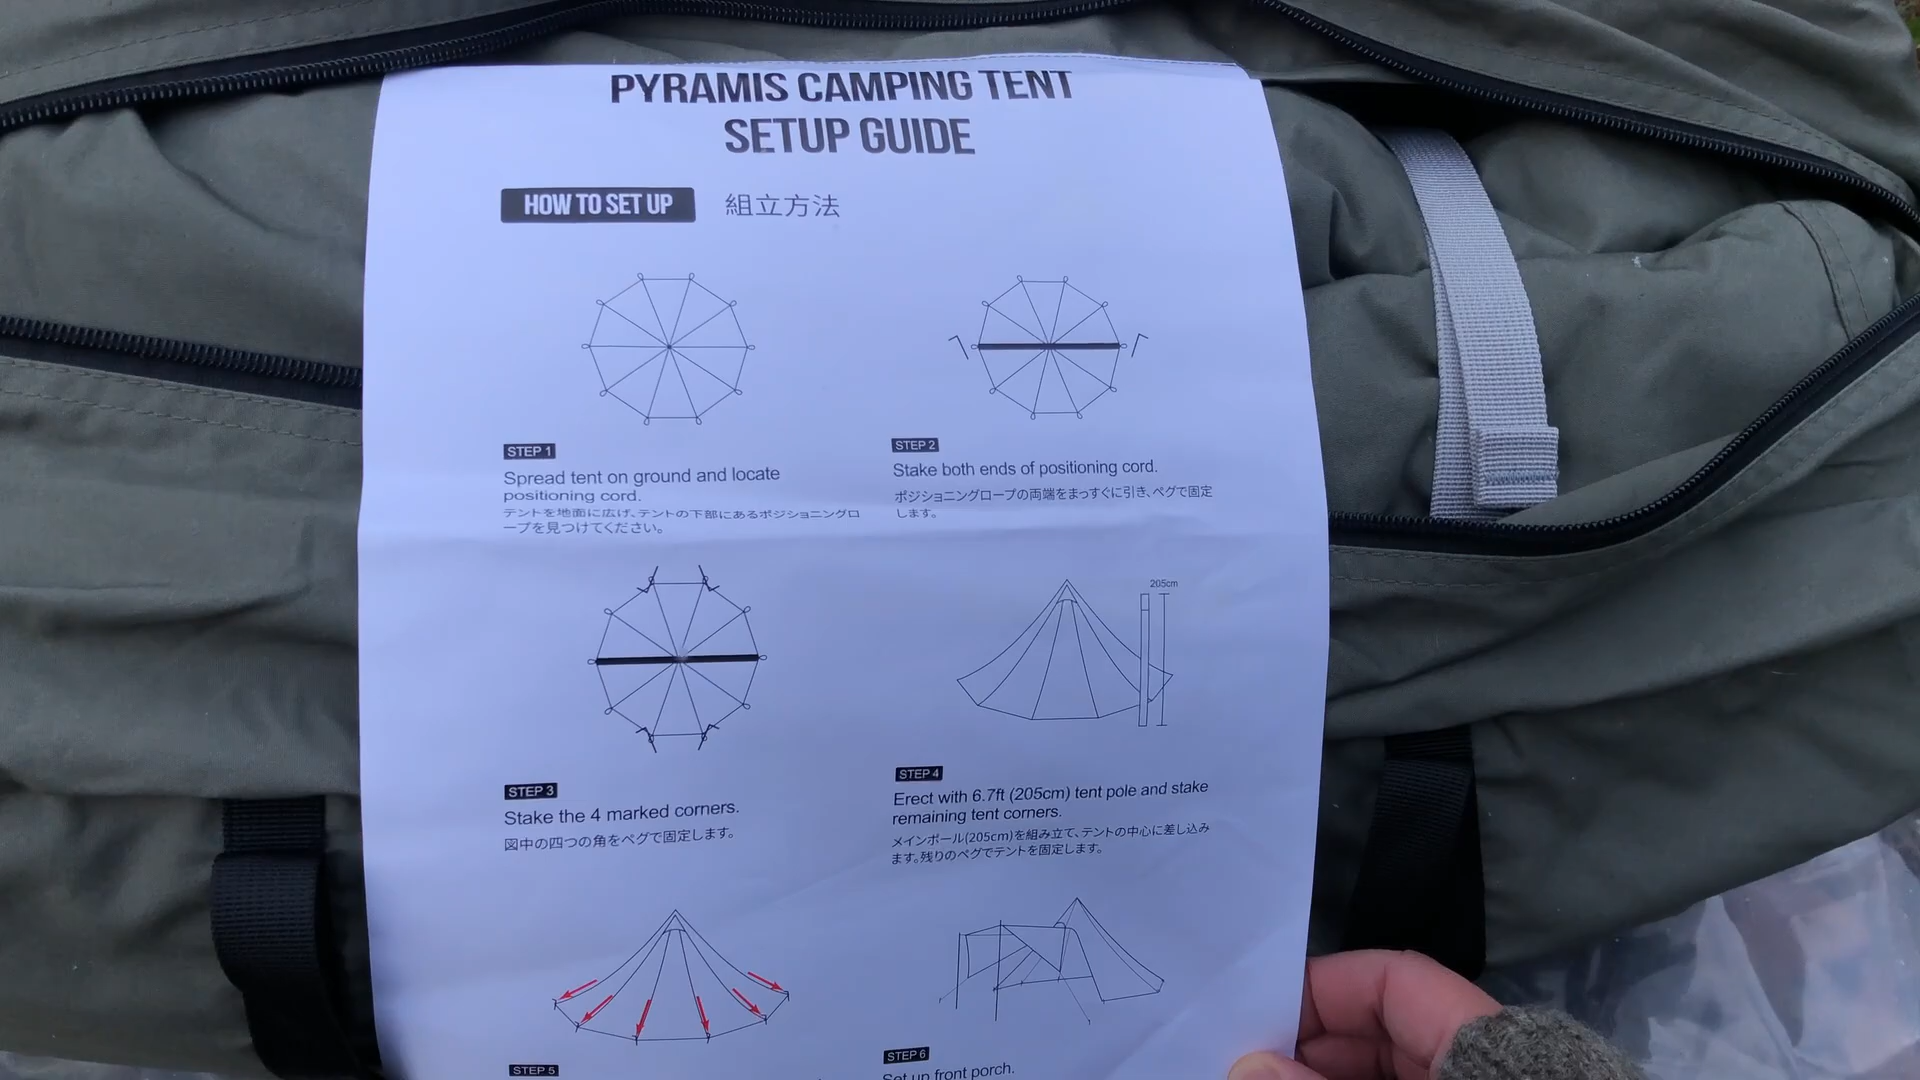 PYRAMIS CAMPING TENT
SETUP GUIDE
HOW TO SET UP 組立方法
STEP 1
Spread tent on ground and locate
positioning cord.
テントを地面に広げ、テントの下部にあるポジショニングロ
ープを見つけてください。
STEP 2
Stake both ends of positioning cord.
ポジショニングロープの両端をまっすぐに引き、ペグで固定
します。
STEP 3
Stake the 4 marked corners.
図中の四つの角をペグで固定します。
205cm
STEP 4
Erect with 6.7ft (205cm) tent pole and stake
remaining tent corners.
メインポール(205cm)を組み立て、テントの中心に差し込み
ます。残りのペグでテントを固定します。
STEP 5
STEP 6
Set up front porch.